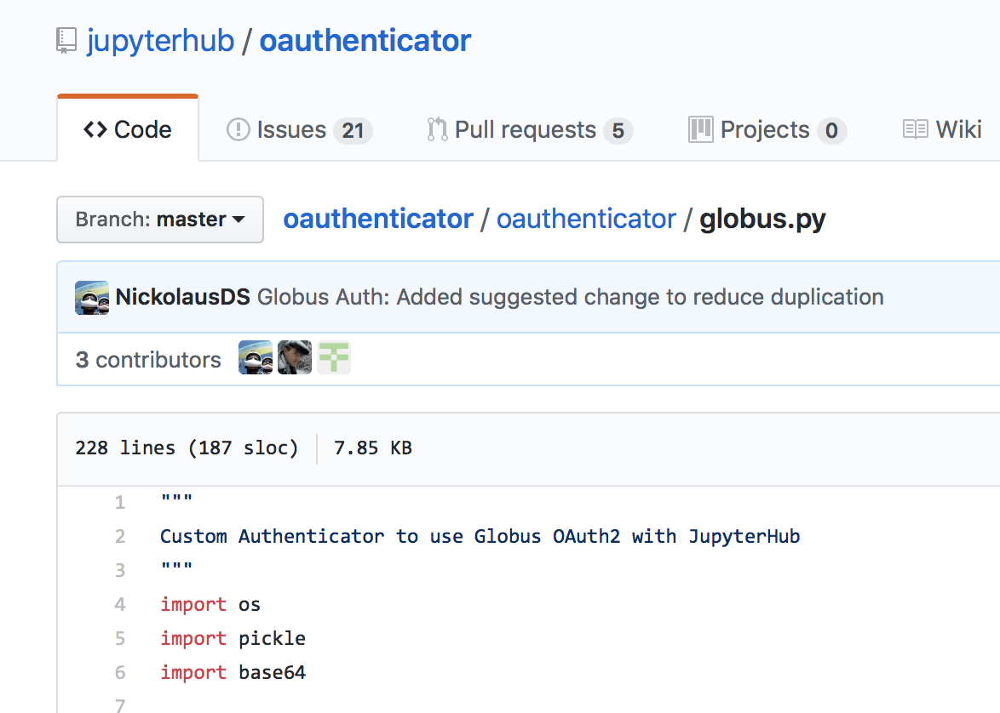 jupyterhub / oauthenticator
Code Issues 21 Pull requests 5 Projects 0 Wiki
Branch: master oauthenticator / oauthenticator / globus.py
NickolausDS Globus Auth: Added suggested change to reduce duplication
3 contributors
228 lines (187 sloc) 7.85 KB
1 """
2 Custom Authenticator to use Globus OAuth2 with JupyterHub
3 """
4 import os
5 import pickle
6 import base64
7